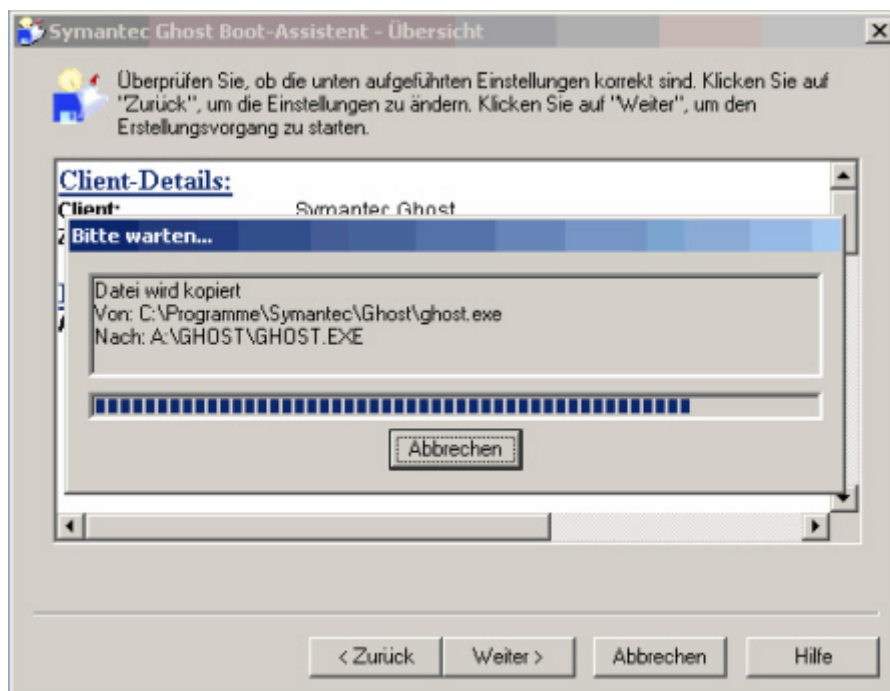 Symantec Ghost Boot-Assistent - Übersicht
Überprüfen Sie, ob die unten aufgeführten Einstellungen korrekt sind. Klicken Sie auf
"Zurück", um die Einstellungen zu ändern. Klicken Sie auf "Weiter", um den
Erstellungsvorgang zu starten.
Client-Details:
Client: Symantec Ghost
Bitte warten...
Datei wird kopiert
Von: C:\Programme\Symantec\Ghost\ghost.exe
Nach: A:\GHOST\GHOST.EXE
Abbrechen
< Zurück Weiter > Abbrechen Hilfe